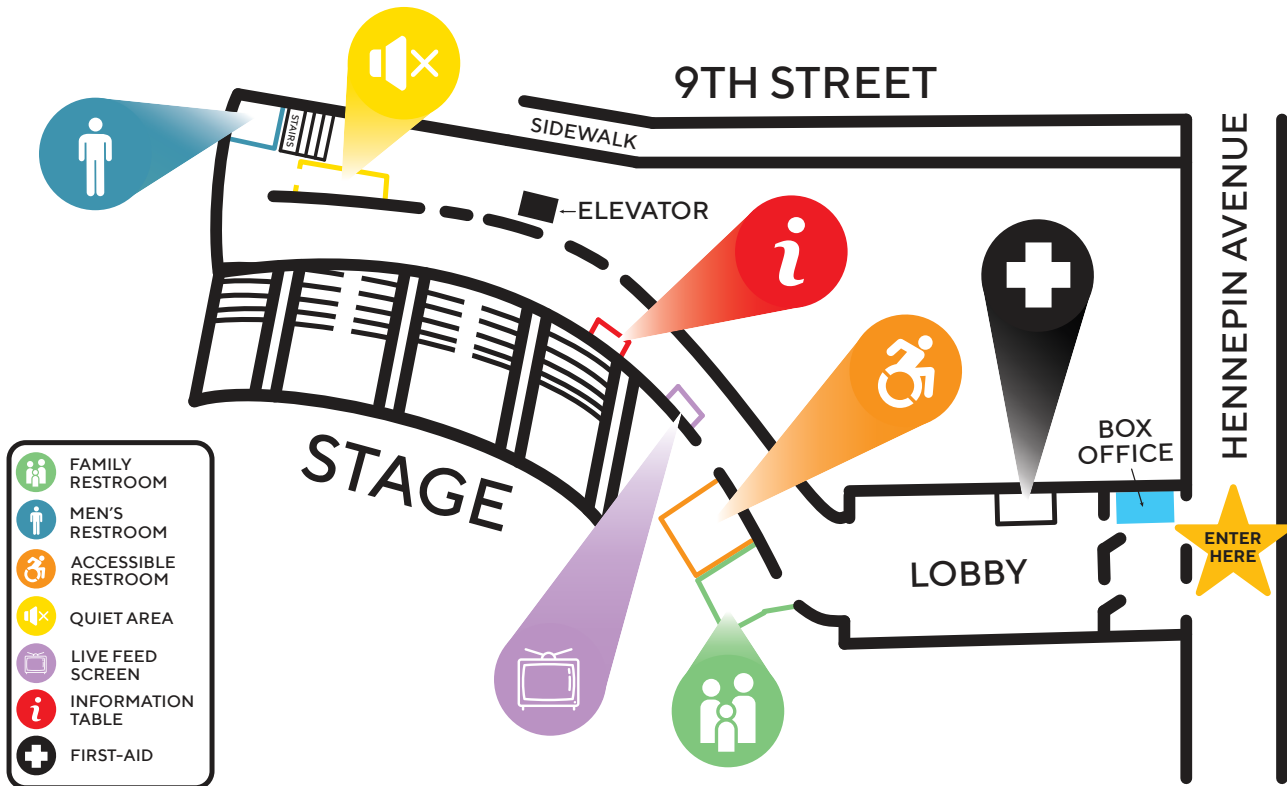 9TH STREET
SIDEWALK
STAIRS
←ELEVATOR
i
HENNEPIN AVENUE
BOX
OFFICE
ENTER
HERE
LOBBY
STAGE
FAMILY
RESTROOM
MEN'S
RESTROOM
ACCESSIBLE
RESTROOM
QUIET AREA
LIVE FEED
SCREEN
i
INFORMATION
TABLE
FIRST-AID